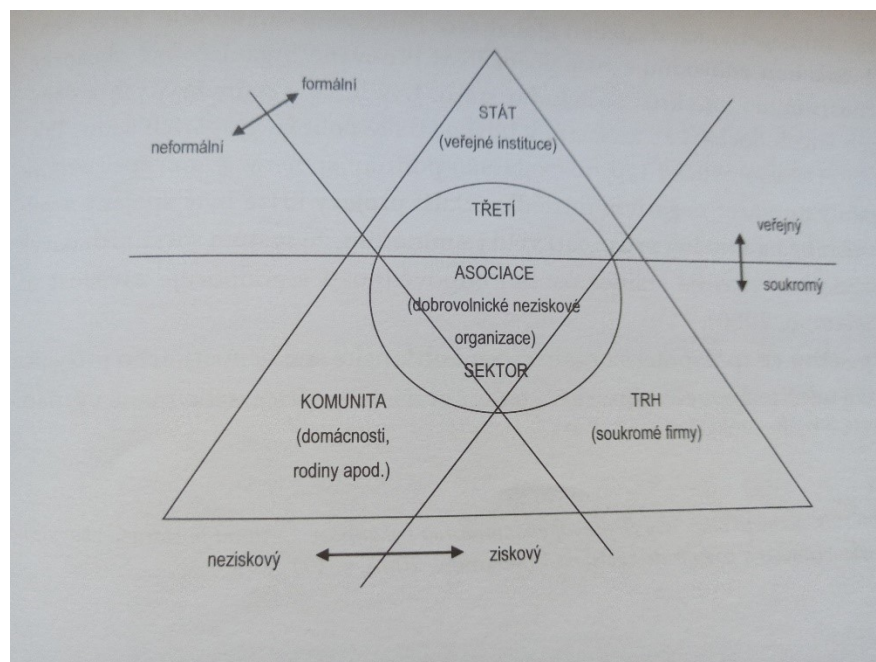 formální
neformální
STÁT
(veřejné instituce)
TŘETÍ
veřejný
soukromý
ASOCIACE
(dobrovolnické neziskové
organizace)
SEKTOR
KOMUNITA
(domácnosti,
rodiny apod.)
TRH
(soukromé firmy)
neziskový
ziskový